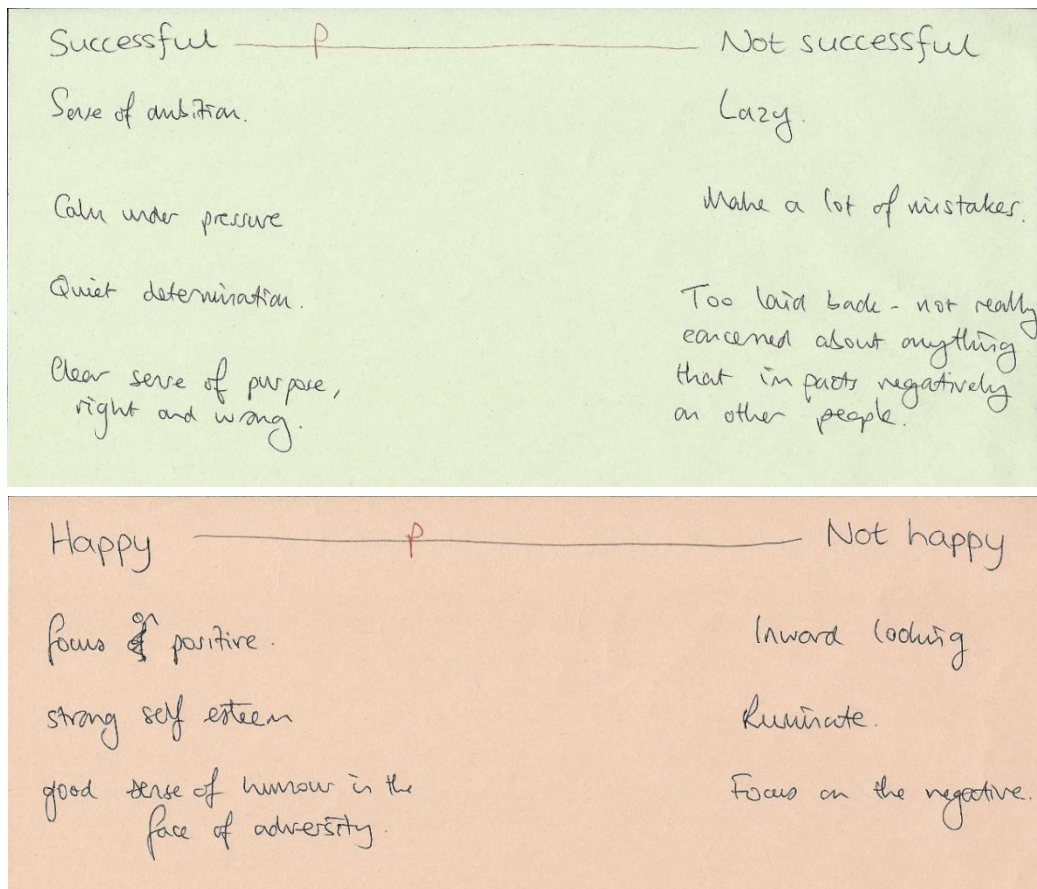 Successful P Not successful
Sense of ambition. Lazy.
Calm under pressure Make a lot of mistakes.
Quiet determination. Too laid back - not really
concerned about anything
Clear sense of purpose, that impacts negatively
right and wrong. on other people.
Happy P Not happy
focus on positive. Inward looking
strong self esteem Ruminate.
good sense of humour in the Focus on the negative.
face of adversity.